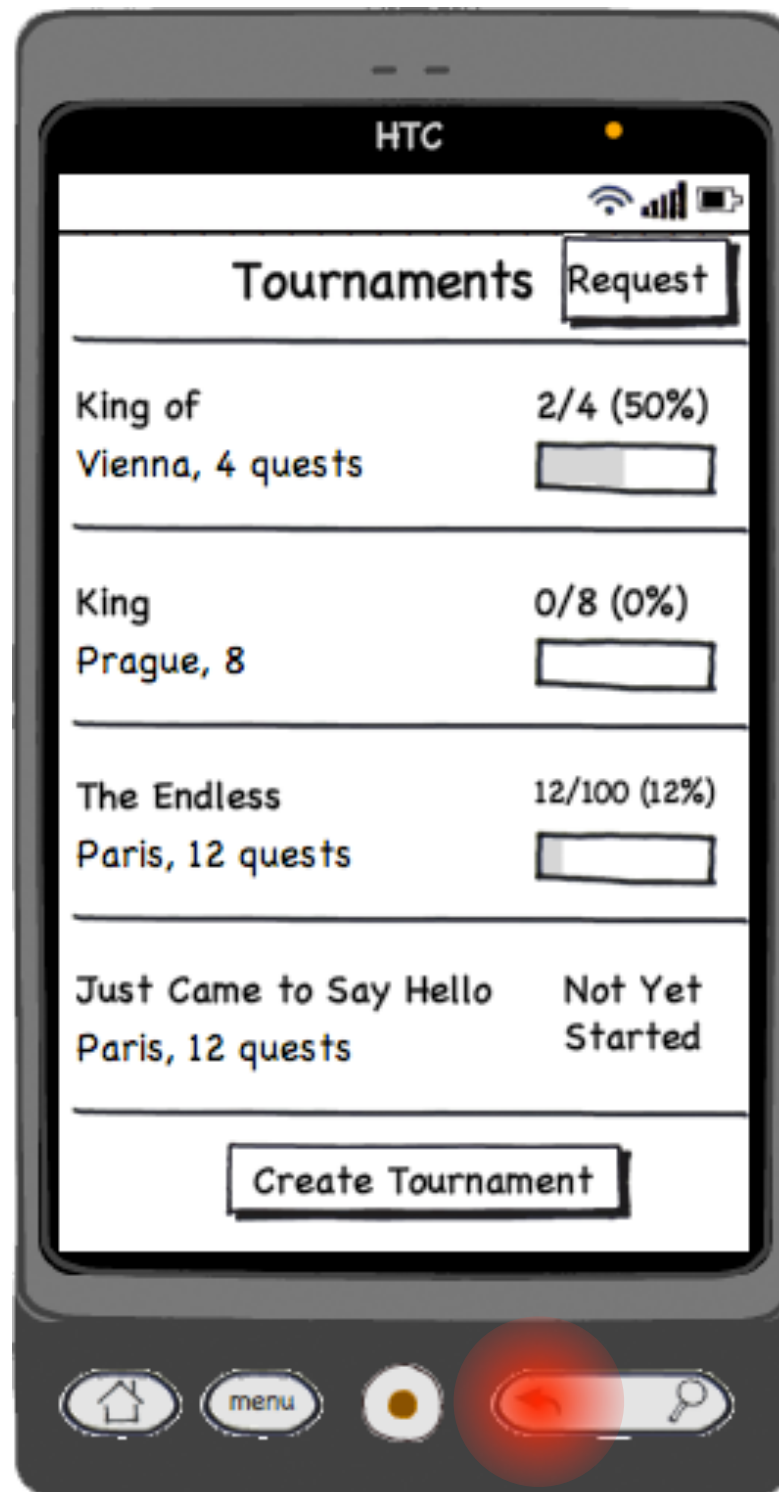 HTC
Tournaments
Request
King of
2/4 (50%)
Vienna, 4 quests
King
0/8 (0%)
Prague, 8
The Endless
12/100 (12%)
Paris, 12 quests
Just Came to Say Hello
Not Yet
Started
Paris, 12 quests
Create Tournament
menu